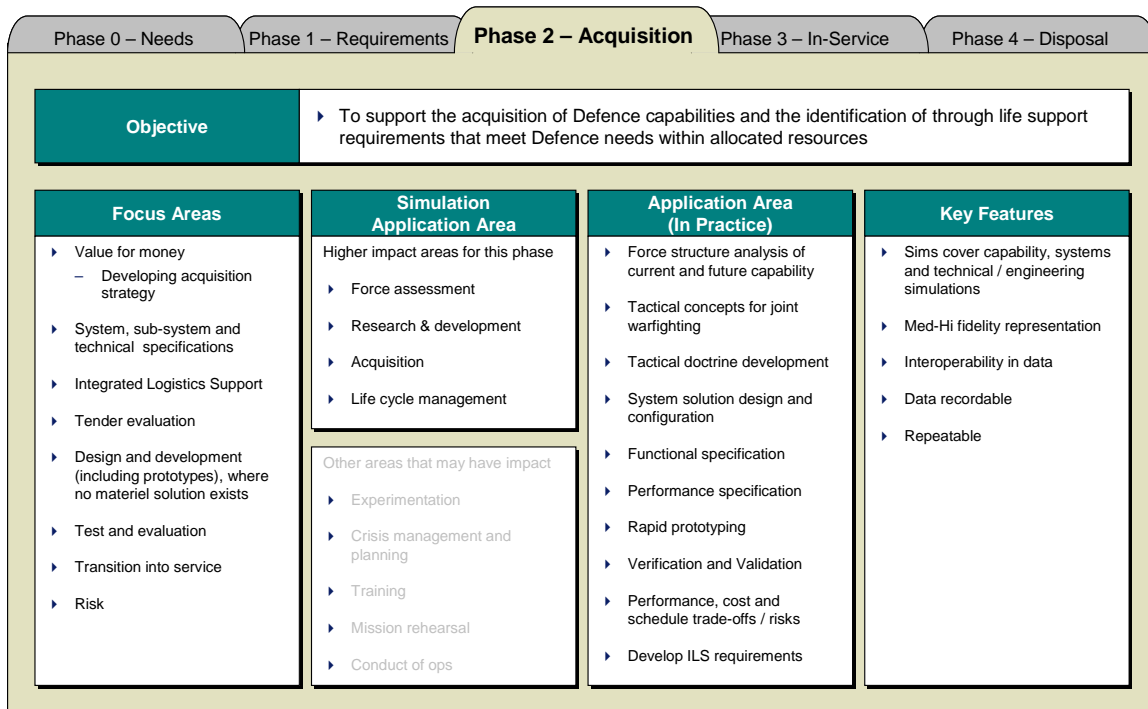 Phase 0 – Needs
Phase 1 – Requirements
Phase 2 – Acquisition
Phase 3 – In-Service
Phase 4 – Disposal
Objective
To support the acquisition of Defence capabilities and the identification of through life support
requirements that meet Defence needs within allocated resources
Focus Areas
Value for money
– Developing acquisition
strategy
System, sub-system and
technical specifications
Integrated Logistics Support
Tender evaluation
Design and development
(including prototypes), where
no materiel solution exists
Test and evaluation
Transition into service
Risk
Simulation
Application Area
Higher impact areas for this phase
Force assessment
Research & development
Acquisition
Life cycle management
Other areas that may have impact
Experimentation
Crisis management and
planning
Training
Mission rehearsal
Conduct of ops
Application Area
(In Practice)
Force structure analysis of
current and future capability
Tactical concepts for joint
warfighting
Tactical doctrine development
System solution design and
configuration
Functional specification
Performance specification
Rapid prototyping
Verification and Validation
Performance, cost and
schedule trade-offs / risks
Develop ILS requirements
Key Features
Sims cover capability, systems
and technical / engineering
simulations
Med-Hi fidelity representation
Interoperability in data
Data recordable
Repeatable